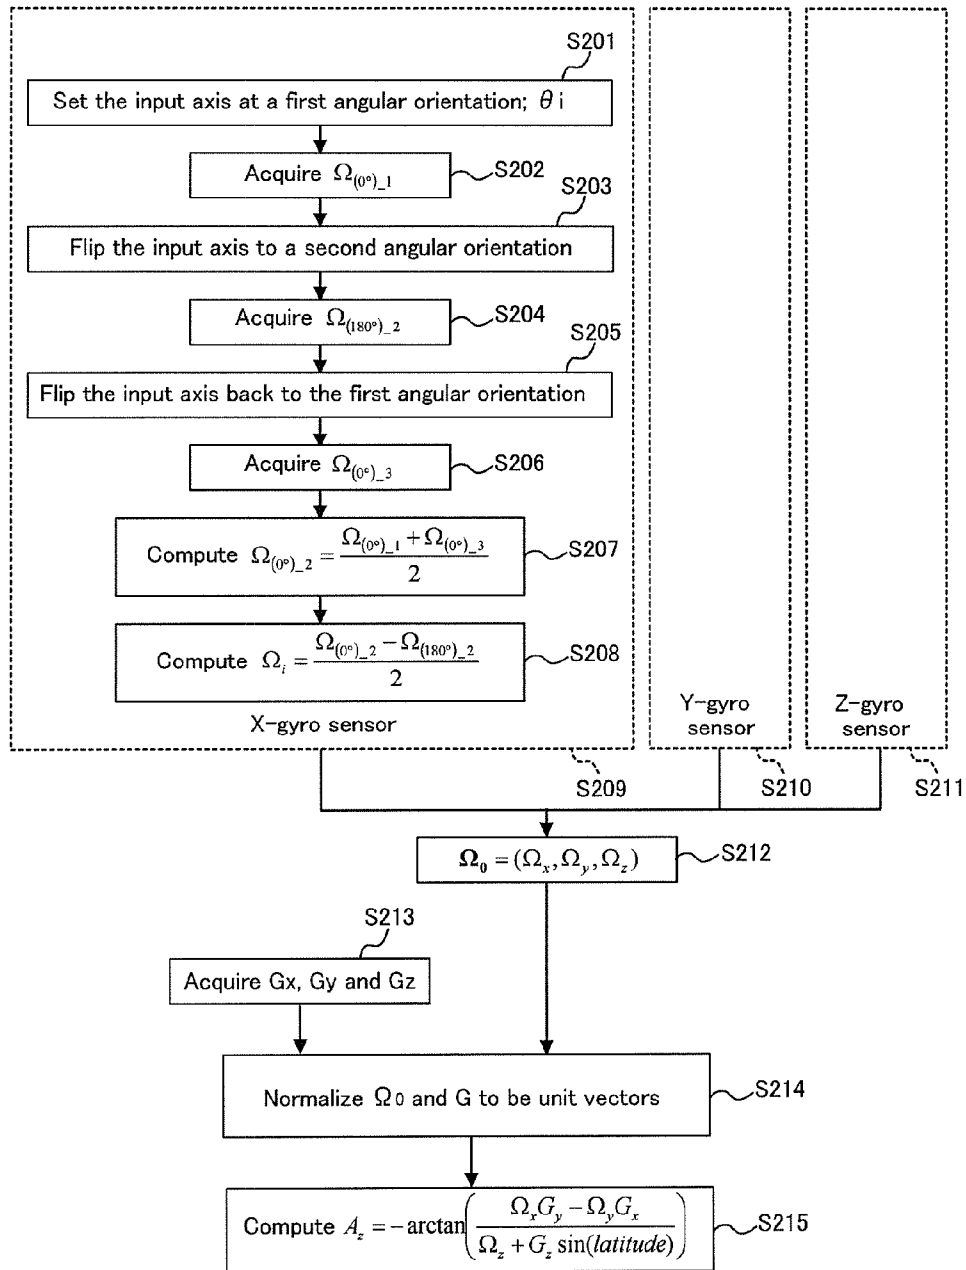 S201
Set the input axis at a first angular orientation; θi
Acquire Ω(0°)_1
S202
S203
Flip the input axis to a second angular orientation
Acquire Ω(180°)_2
S204
S205
Flip the input axis back to the first angular orientation
Acquire Ω(0°)_3
S206
Compute Ω(0°)_2 = (Ω(0°)_1 + Ω(0°)_3) / 2
S207
Compute Ωi = (Ω(0°)_2 − Ω(180°)_2) / 2
S208
X-gyro sensor
Y-gyro
sensor
Z-gyro
sensor
S209
S210
S211
Ω0 = (Ωx, Ωy, Ωz)
S212
S213
Acquire Gx, Gy and Gz
Normalize Ω0 and G to be unit vectors
S214
Compute Az = −arctan((ΩxGy − ΩyGx) / (Ωz + Gz sin(latitude)))
S215